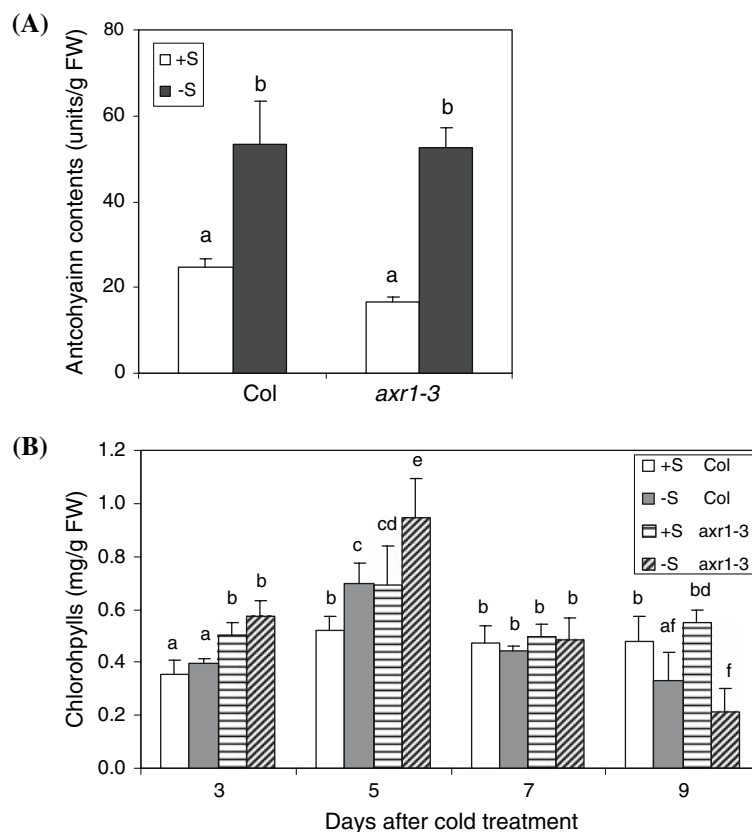 (A)
80
60
40
20
0
Antcohyainn contents (units/g FW)
+S
-S
a
b
a
b
Col
axr1-3
(B)
1.2
1.0
0.8
0.6
0.4
0.2
0.0
Chlorohpylls (mg/g FW)
+S Col
-S Col
+S axr1-3
-S axr1-3
a
a
b
b
b
c
cd
e
b
b
b
b
b
af
bd
f
3
5
7
9
Days after cold treatment